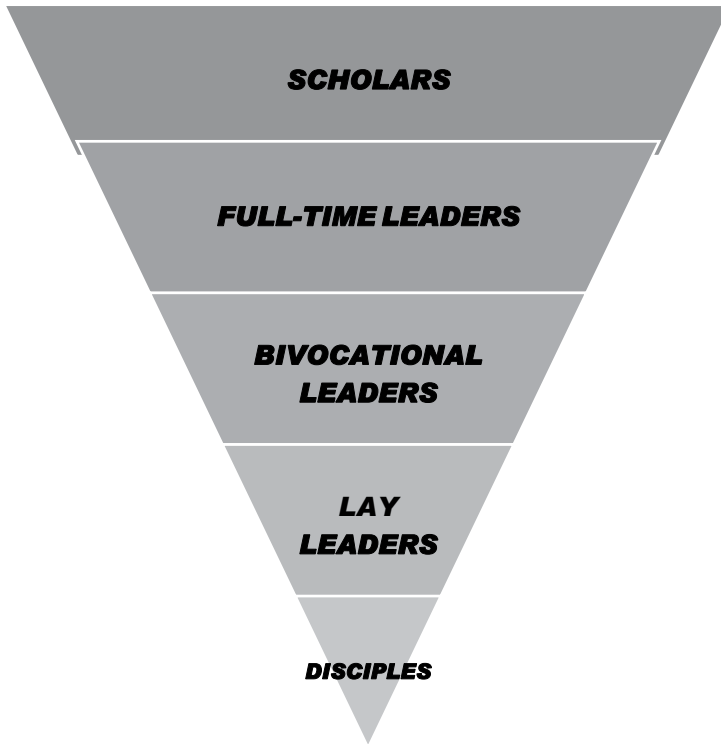 SCHOLARS
FULL-TIME LEADERS
BIVOCATIONAL
LEADERS
LAY
LEADERS
DISCIPLES